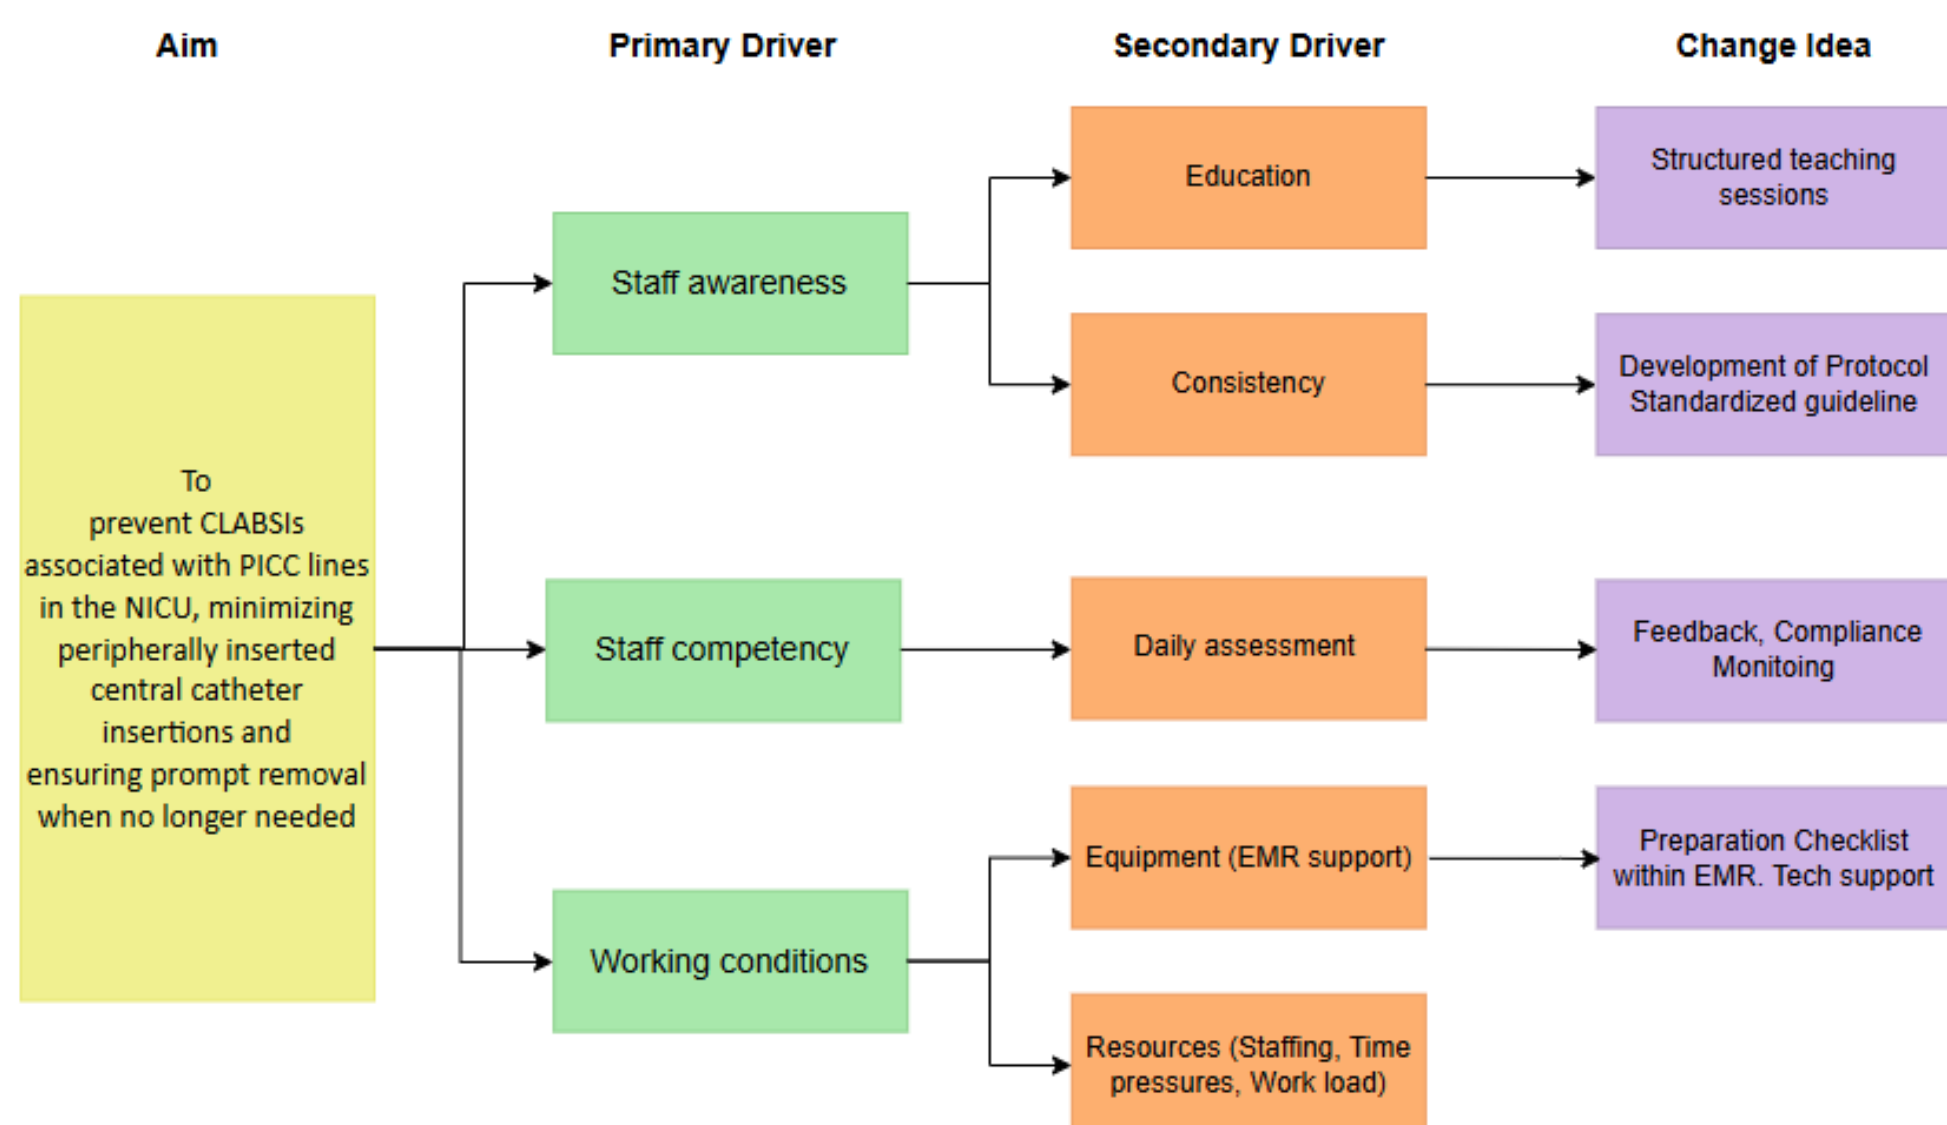 Aim
Primary Driver
Secondary Driver
Change Idea
To
prevent CLABSIs
associated with PICC lines
in the NICU, minimizing
peripherally inserted
central catheter
insertions and
ensuring prompt removal
when no longer needed
Staff awareness
Staff competency
Working conditions
Education
Consistency
Daily assessment
Equipment (EMR support)
Resources (Staffing, Time
pressures, Work load)
Structured teaching
sessions
Development of Protocol
Standardized guideline
Feedback, Compliance
Monitoing
Preparation Checklist
within EMR. Tech support